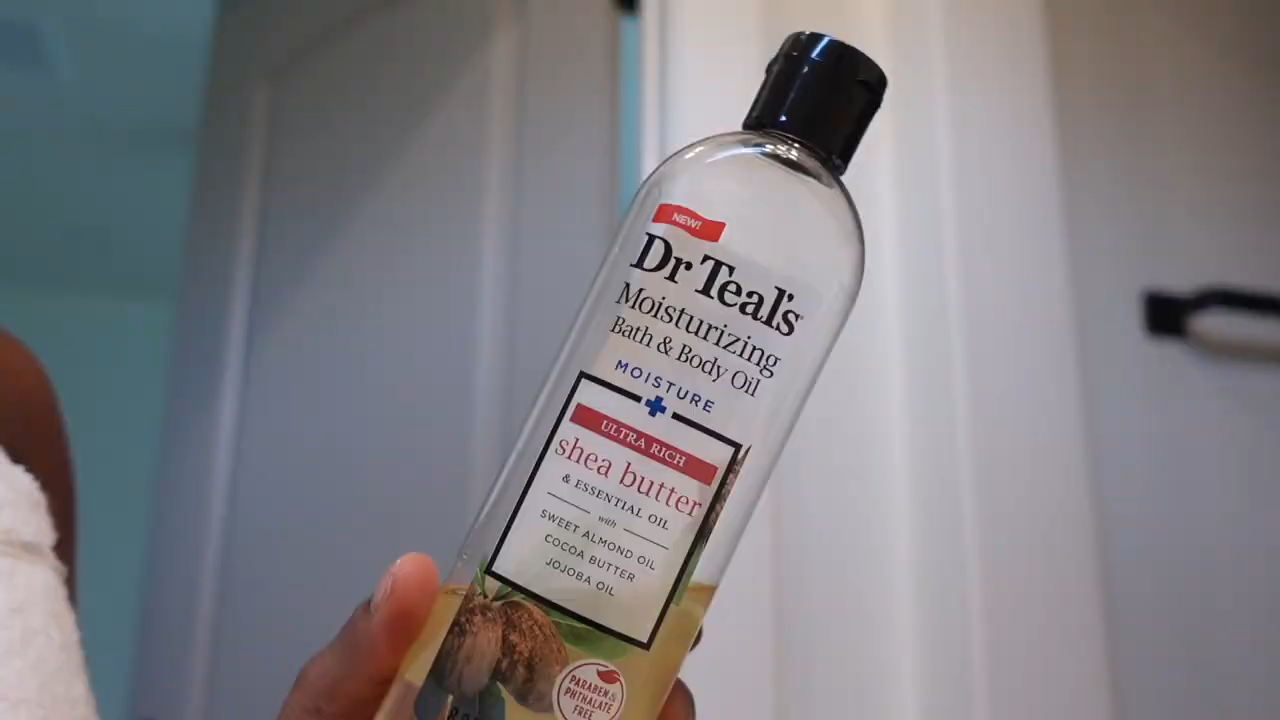 NEW!
Dr Teal's
Moisturizing
Bath & Body Oil
MOISTURE
ULTRA RICH
shea butter
& ESSENTIAL OIL
with
SWEET ALMOND OIL
COCOA BUTTER
JOJOBA OIL
PARABEN &
PHTHALATE
FREE